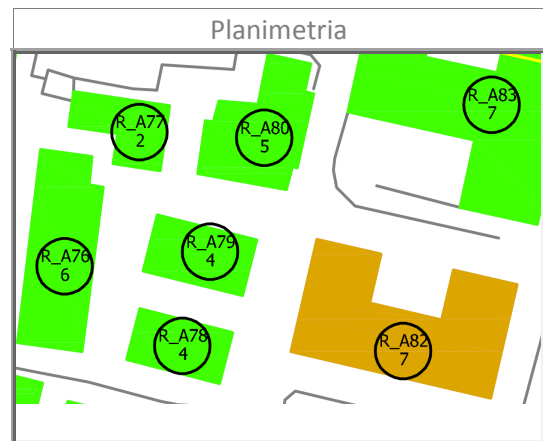 Planimetria
R_A83
7
R_A77
2
R_A80
5
R_A79
4
R_A76
6
R_A78
4
R_A82
7